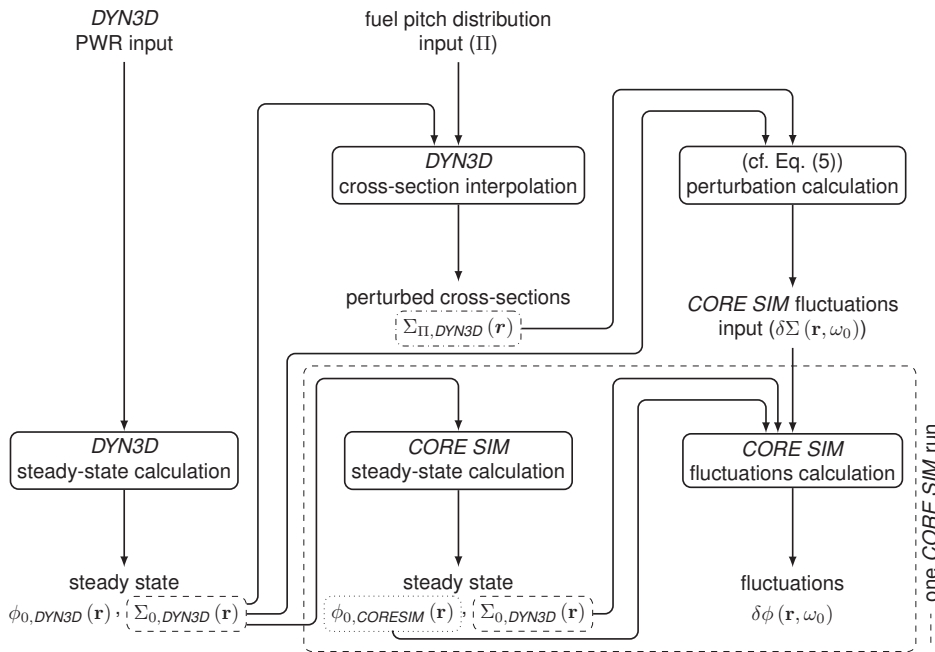 DYN3D
PWR input
fuel pitch distribution
input (Π)
DYN3D
cross-section interpolation
(cf. Eq. (5))
perturbation calculation
perturbed cross-sections
Σ_{Π,DYN3D} (r)
CORE SIM fluctuations
input (δΣ (r, ω₀))
DYN3D
steady-state calculation
CORE SIM
steady-state calculation
CORE SIM
fluctuations calculation
steady state
ϕ_{0,DYN3D} (r) , Σ_{0,DYN3D} (r)
steady state
ϕ_{0,CORESIM} (r) , Σ_{0,DYN3D} (r)
fluctuations
δϕ (r, ω₀)
one CORE SIM run